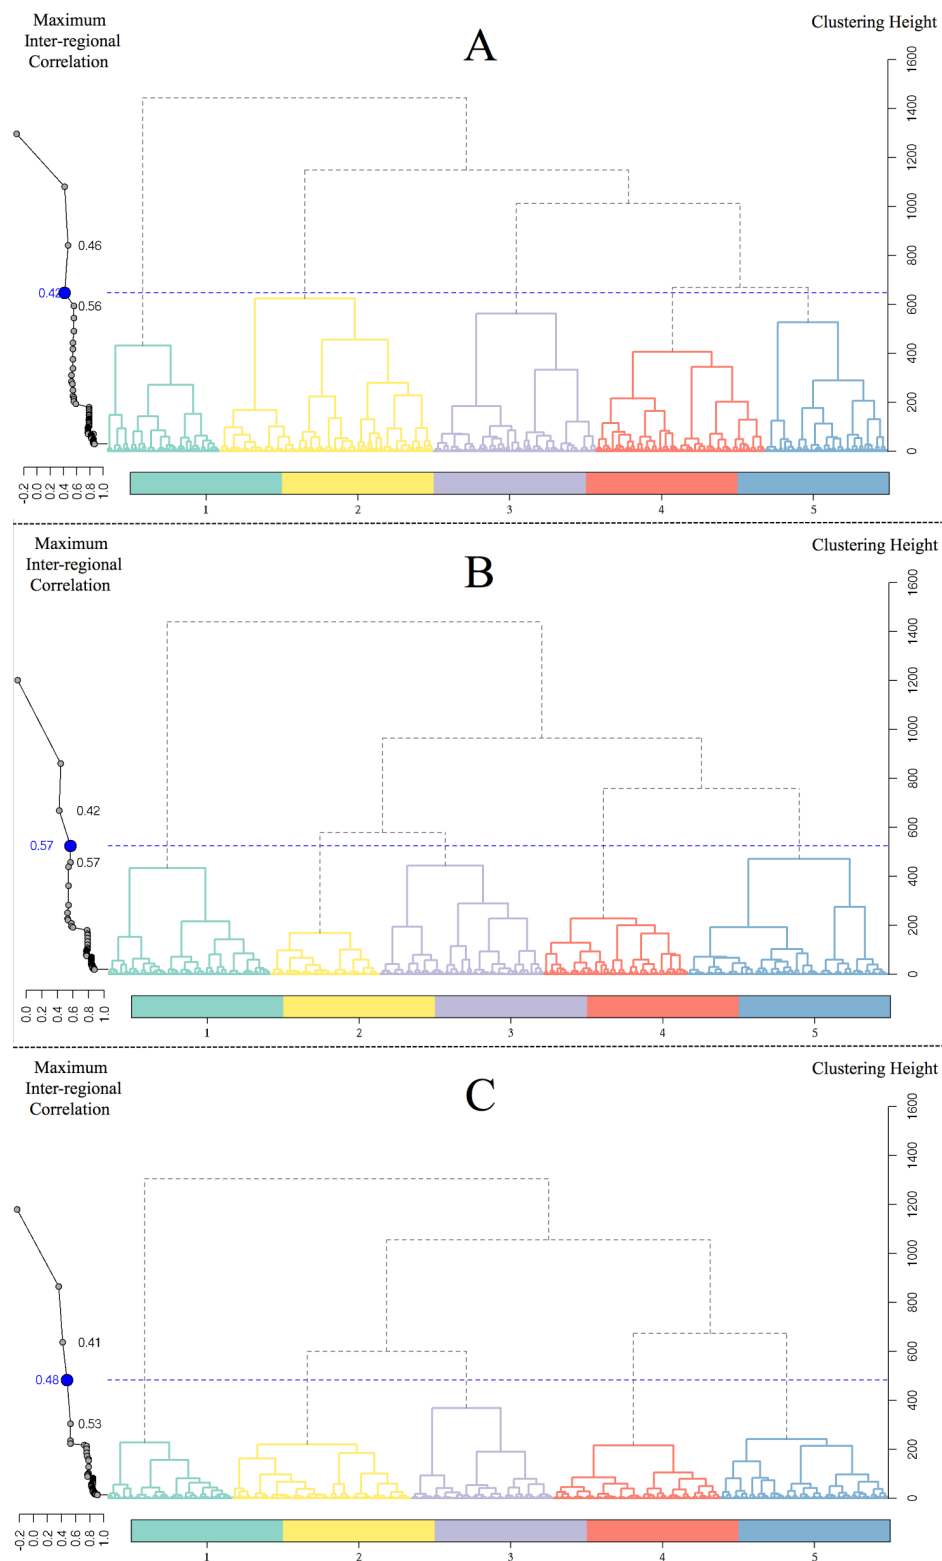 Maximum
Inter-regional
Correlation
A
Clustering Height
1600
1400
1200
1000
800
600
400
200
0
0.46
0.42
0.56
-0.2 0.0 0.2 0.4 0.6 0.8 1.0
1 2 3 4 5
Maximum
Inter-regional
Correlation
B
Clustering Height
1600
1400
1200
1000
800
600
400
200
0
0.42
0.57
0.57
0.0 0.2 0.4 0.6 0.8 1.0
1 2 3 4 5
Maximum
Inter-regional
Correlation
C
Clustering Height
1600
1400
1200
1000
800
600
400
200
0
0.41
0.48
0.53
-0.2 0.0 0.2 0.4 0.6 0.8 1.0
1 2 3 4 5